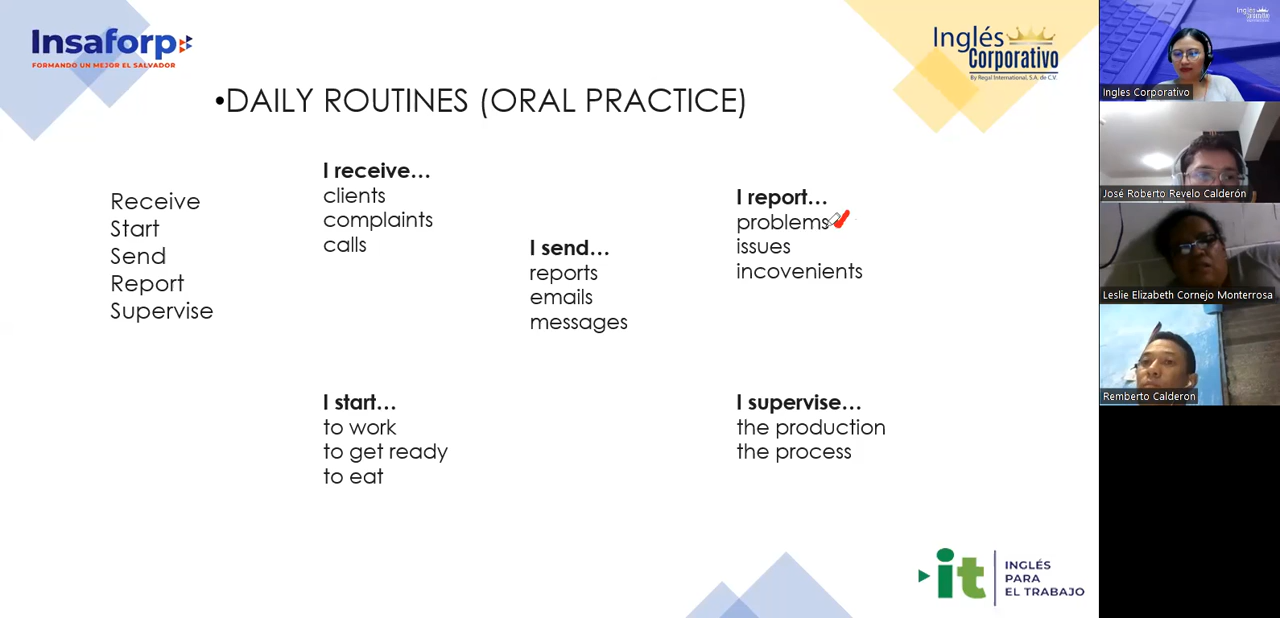 Insaforp
FORMANDO UN MEJOR EL SALVADOR
Inglés
Corporativo
By Regal International, S.A. de C.V.
•DAILY ROUTINES (ORAL PRACTICE)
Receive
Start
Send
Report
Supervise
I receive…
clients
complaints
calls
I send…
reports
emails
messages
I report…
problems
issues
incovenients
I start…
to work
to get ready
to eat
I supervise…
the production
the process
it
INGLÉS
PARA
EL TRABAJO
Inglés
Corporativo
Ingles Corporativo
José Roberto Revelo Calderón
Leslie Elizabeth Cornejo Monterrosa
Remberto Calderon